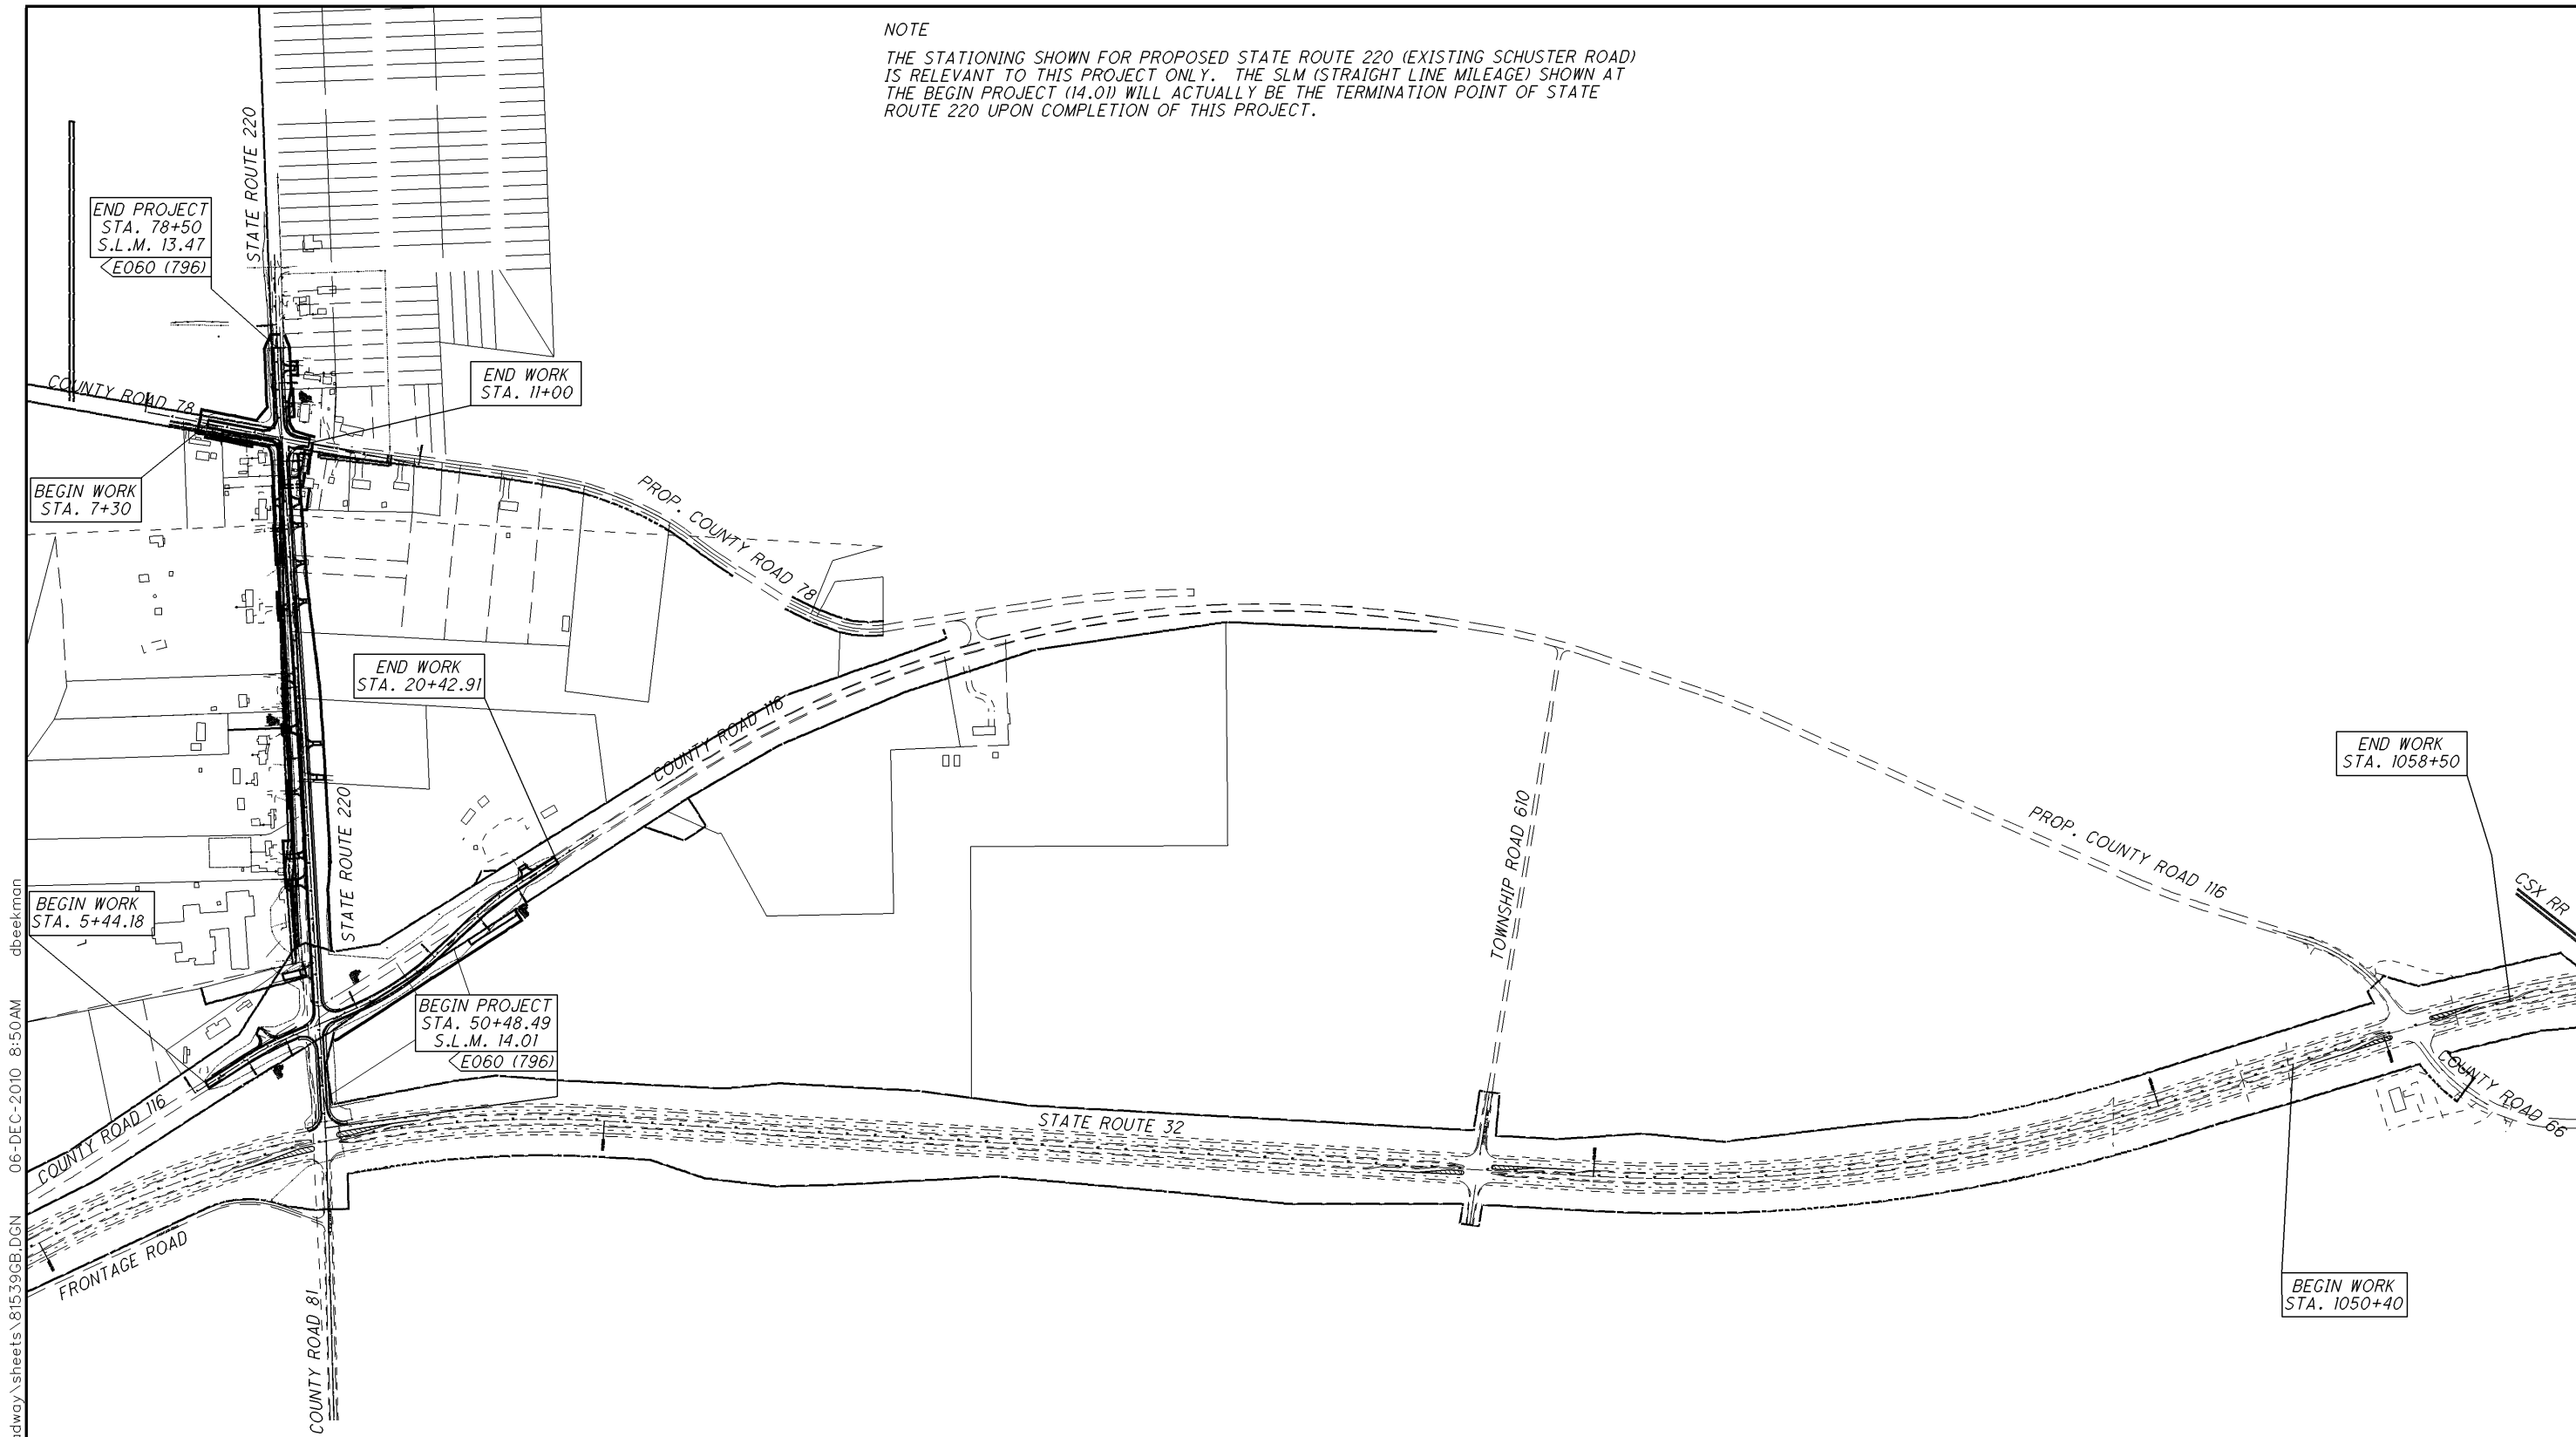 NOTE
THE STATIONING SHOWN FOR PROPOSED STATE ROUTE 220 (EXISTING SCHUSTER ROAD)
IS RELEVANT TO THIS PROJECT ONLY. THE SLM (STRAIGHT LINE MILEAGE) SHOWN AT
THE BEGIN PROJECT (14.01) WILL ACTUALLY BE THE TERMINATION POINT OF STATE
ROUTE 220 UPON COMPLETION OF THIS PROJECT.
STATE ROUTE 220
END PROJECT
STA. 78+50
S.L.M. 13.47
E060 (796)
END WORK
STA. 11+00
COUNTY ROAD 78
BEGIN WORK
STA. 7+30
PROP. COUNTY ROAD 78
END WORK
STA. 20+42.91
COUNTY ROAD 116
STATE ROUTE 220
END WORK
STA. 1058+50
TOWNSHIP ROAD 610
PROP. COUNTY ROAD 116
CSX RR
BEGIN WORK
STA. 5+44.18
BEGIN PROJECT
STA. 50+48.49
S.L.M. 14.01
E060 (796)
COUNTY ROAD 116
STATE ROUTE 32
COUNTY ROAD 66
FRONTAGE ROAD
COUNTY ROAD 81
BEGIN WORK
STA. 1050+40
adway\sheets\81539GB.DGN 06-DEC-2010 8:50AM dbeekman